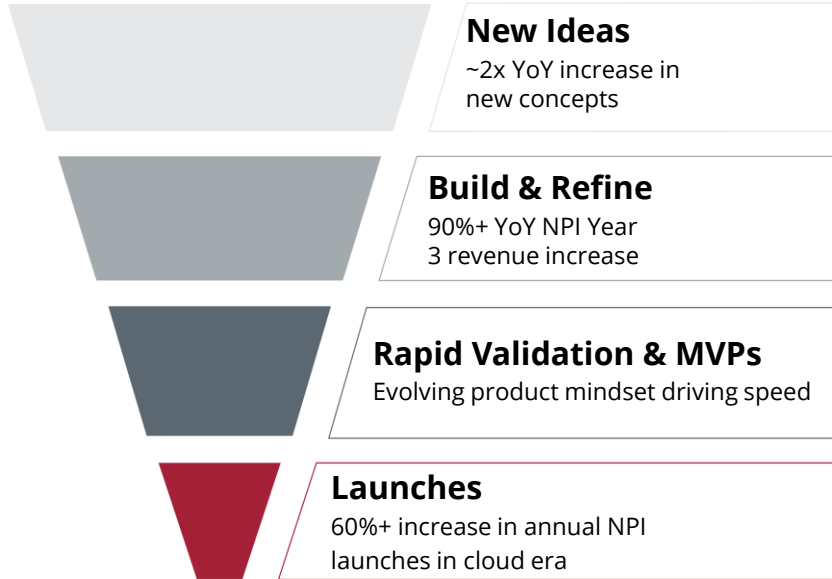 New Ideas
~2x YoY increase in
new concepts
Build & Refine
90%+ YoY NPI Year
3 revenue increase
Rapid Validation & MVPs
Evolving product mindset driving speed
Launches
60%+ increase in annual NPI
launches in cloud era